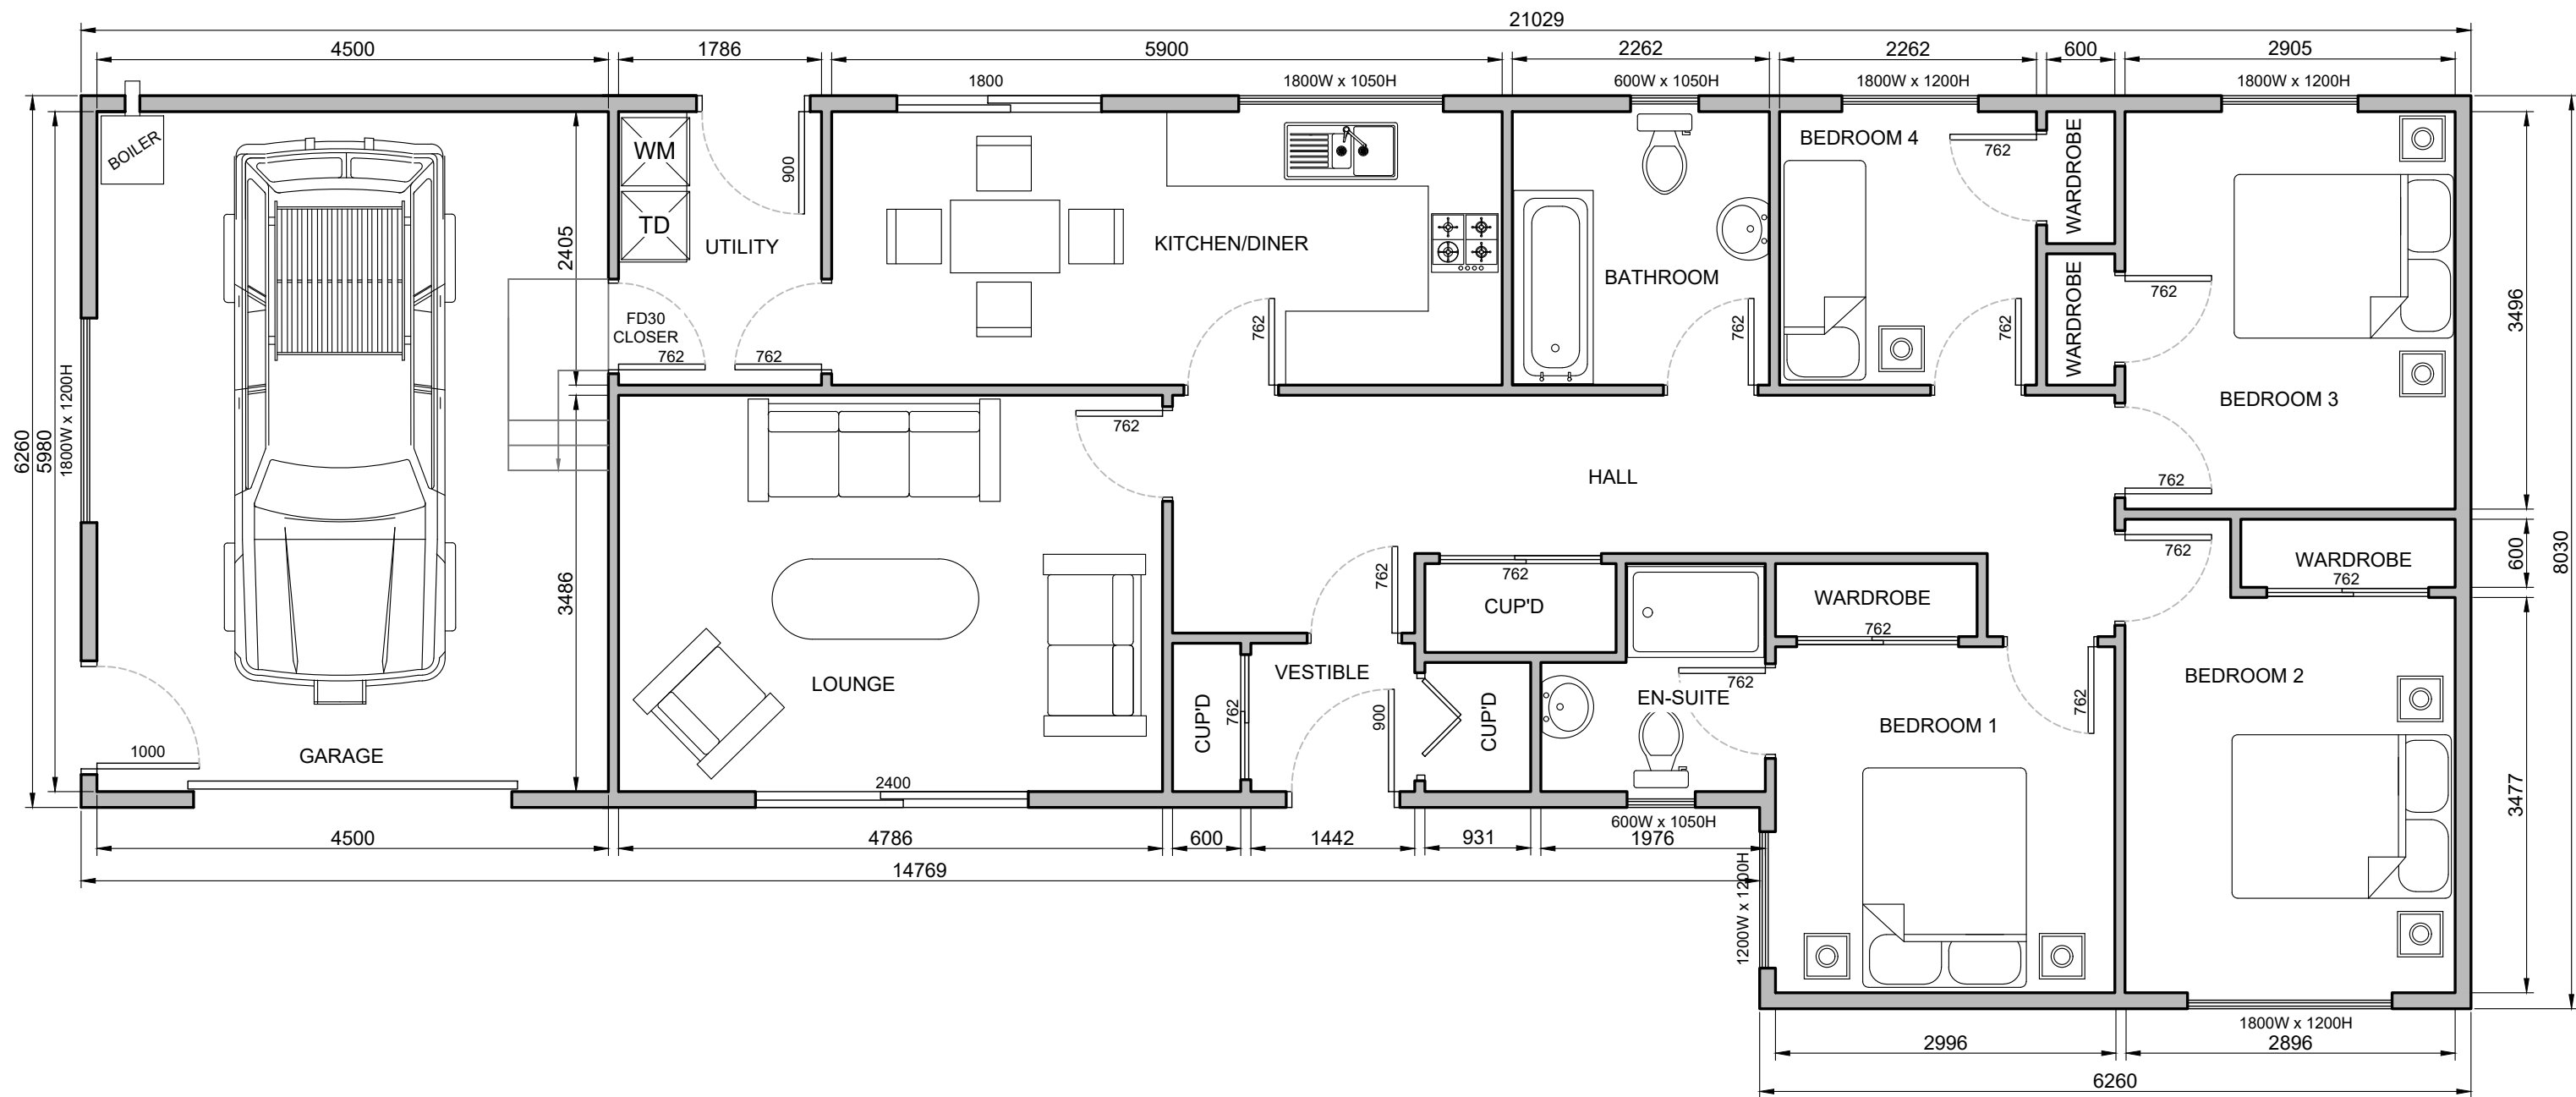 21029
4500
1786
5900
2262
2262
600
2905
1800
1800W x 1050H
600W x 1050H
1800W x 1200H
1800W x 1200H
BOILER
WM
TD
UTILITY
900
2405
FD30
CLOSER
762
762
KITCHEN/DINER
762
BATHROOM
762
BEDROOM 4
762
762
WARDROBE
WARDROBE
762
BEDROOM 3
762
3496
6260
5980
1800W x 1200H
3486
762
HALL
762
600
8030
WARDROBE
762
762
762
CUP'D
WARDROBE
762
VESTIBLE
LOUNGE
CUP'D
762
900
CUP'D
EN-SUITE
762
BEDROOM 1
762
BEDROOM 2
3477
1000
GARAGE
2400
600W x 1050H
4500
4786
600
1442
931
1976
14769
1200W x 1200H
1800W x 1200H
2996
2896
6260